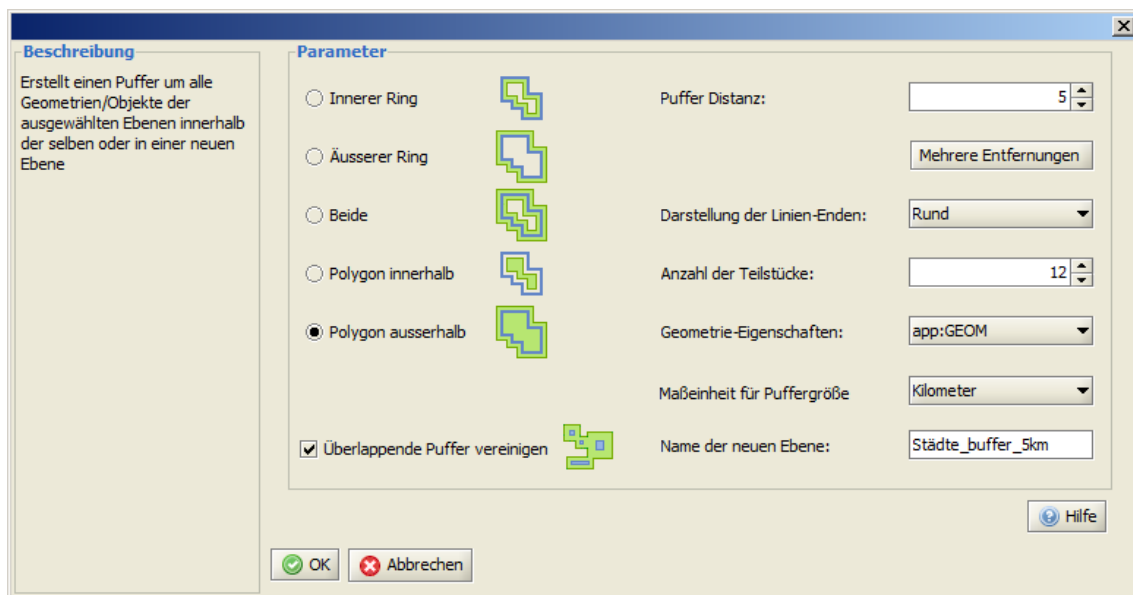 Beschreibung
Erstellt einen Puffer um alle
Geometrien/Objekte der
ausgewählten Ebenen innerhalb
der selben oder in einer neuen
Ebene
Parameter
Innerer Ring
Puffer Distanz:
5
Äusserer Ring
Mehrere Entfernungen
Beide
Darstellung der Linien-Enden:
Rund
Polygon innerhalb
Anzahl der Teilstücke:
12
Polygon ausserhalb
Geometrie-Eigenschaften:
app:GEOM
Maßeinheit für Puffergröße
Kilometer
Überlappende Puffer vereinigen
Name der neuen Ebene:
Städte_buffer_5km
Hilfe
OK
Abbrechen